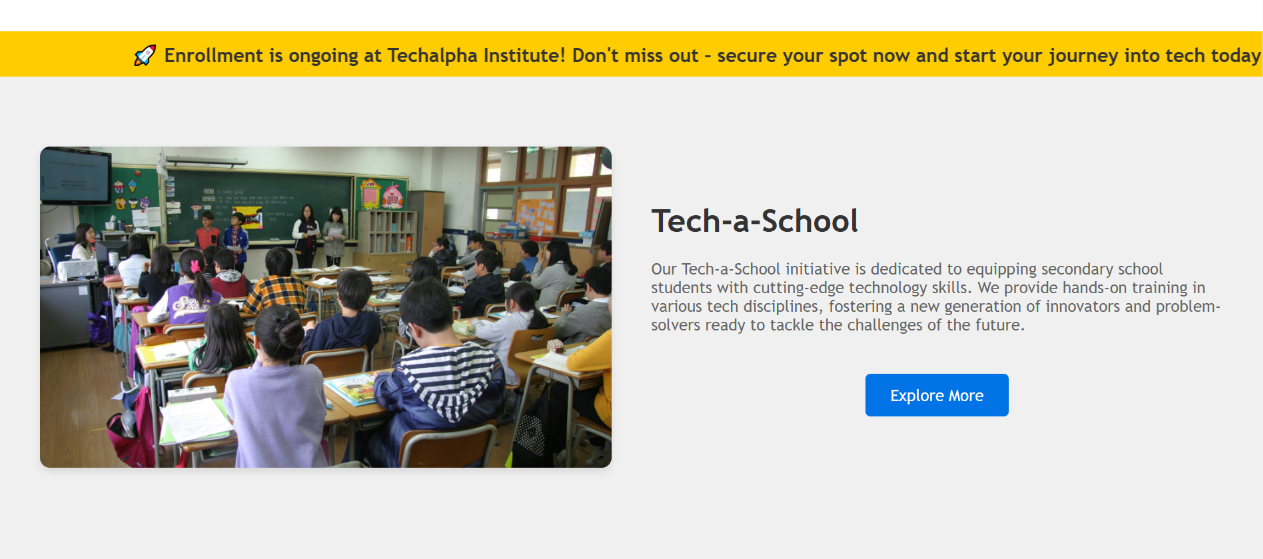 🚀 Enrollment is ongoing at Techalpha Institute! Don't miss out – secure your spot now and start your journey into tech today
Tech-a-School
Our Tech-a-School initiative is dedicated to equipping secondary school
students with cutting-edge technology skills. We provide hands-on training in
various tech disciplines, fostering a new generation of innovators and problem-
solvers ready to tackle the challenges of the future.
Explore More